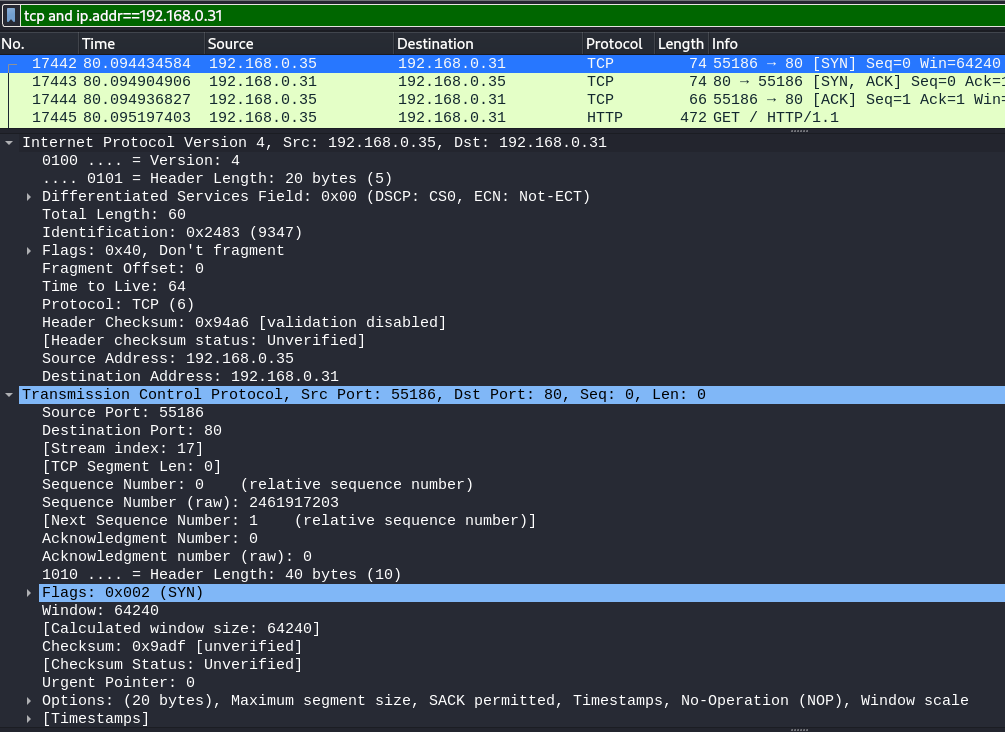 tcp and ip.addr==192.168.0.31
No. Time Source Destination Protocol Length Info
17442 80.094434584 192.168.0.35 192.168.0.31 TCP 74 55186 → 80 [SYN] Seq=0 Win=64240
17443 80.094904906 192.168.0.31 192.168.0.35 TCP 74 80 → 55186 [SYN, ACK] Seq=0 Ack=1
17444 80.094936827 192.168.0.35 192.168.0.31 TCP 66 55186 → 80 [ACK] Seq=1 Ack=1 Win=
17445 80.095197403 192.168.0.35 192.168.0.31 HTTP 472 GET / HTTP/1.1
Internet Protocol Version 4, Src: 192.168.0.35, Dst: 192.168.0.31
0100 .... = Version: 4
.... 0101 = Header Length: 20 bytes (5)
Differentiated Services Field: 0x00 (DSCP: CS0, ECN: Not-ECT)
Total Length: 60
Identification: 0x2483 (9347)
Flags: 0x40, Don't fragment
Fragment Offset: 0
Time to Live: 64
Protocol: TCP (6)
Header Checksum: 0x94a6 [validation disabled]
[Header checksum status: Unverified]
Source Address: 192.168.0.35
Destination Address: 192.168.0.31
Transmission Control Protocol, Src Port: 55186, Dst Port: 80, Seq: 0, Len: 0
Source Port: 55186
Destination Port: 80
[Stream index: 17]
[TCP Segment Len: 0]
Sequence Number: 0 (relative sequence number)
Sequence Number (raw): 2461917203
[Next Sequence Number: 1 (relative sequence number)]
Acknowledgment Number: 0
Acknowledgment number (raw): 0
1010 .... = Header Length: 40 bytes (10)
Flags: 0x002 (SYN)
Window: 64240
[Calculated window size: 64240]
Checksum: 0x9adf [unverified]
[Checksum Status: Unverified]
Urgent Pointer: 0
Options: (20 bytes), Maximum segment size, SACK permitted, Timestamps, No-Operation (NOP), Window scale
[Timestamps]